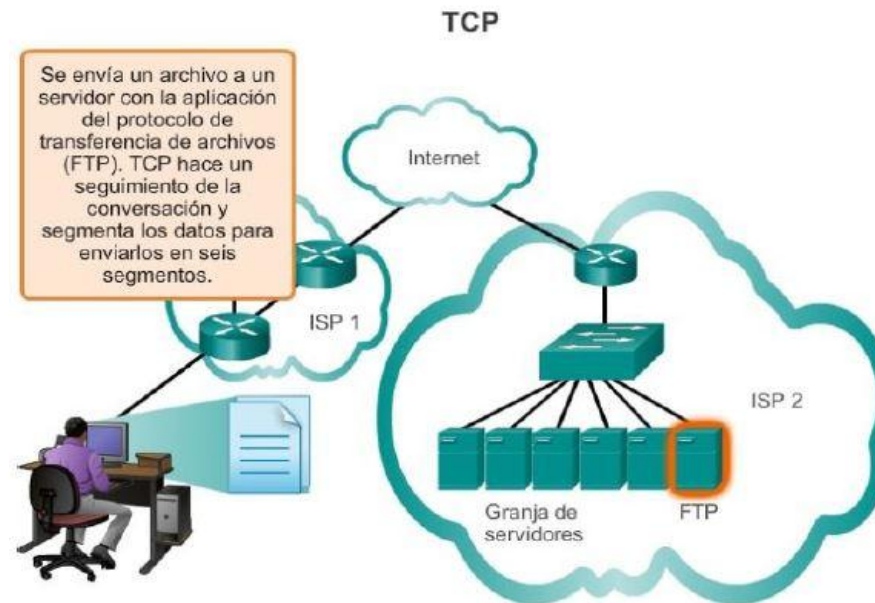 TCP
Se envía un archivo a un
servidor con la aplicación
del protocolo de
transferencia de archivos
(FTP). TCP hace un
seguimiento de la
conversación y
segmenta los datos para
enviarlos en seis
segmentos.
Internet
ISP 1
ISP 2
Granja de
servidores
FTP